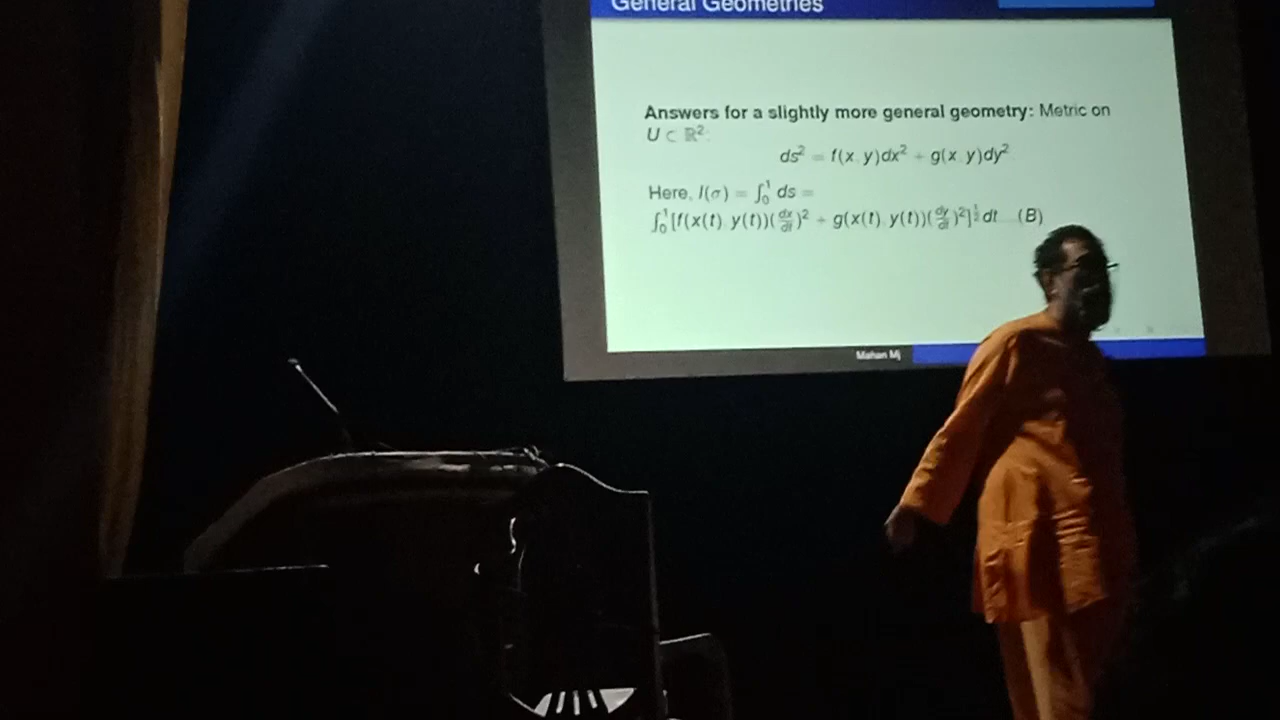 General Geometries
Answers for a slightly more general geometry: Metric on
U ⊂ ℝ²:
ds² = f(x, y)dx² + g(x, y)dy²
Here, l(σ) = ∫₀¹ ds =
∫₀¹[f(x(t), y(t))(dx/dt)² + g(x(t), y(t))(dy/dt)²]^½ dt....(B)
Mahan Mj